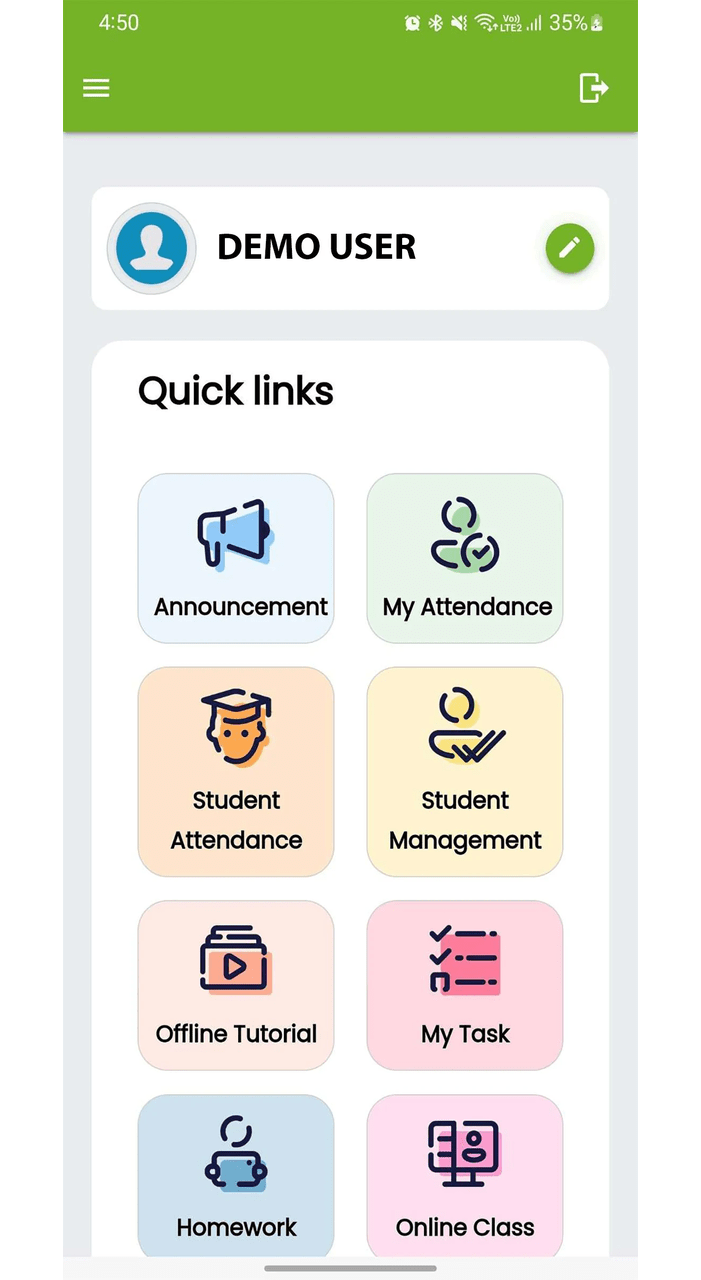 4:50
Vo))
LTE2
35%
DEMO USER
Quick links
Announcement
My Attendance
Student
Attendance
Student
Management
Offline Tutorial
My Task
Homework
Online Class